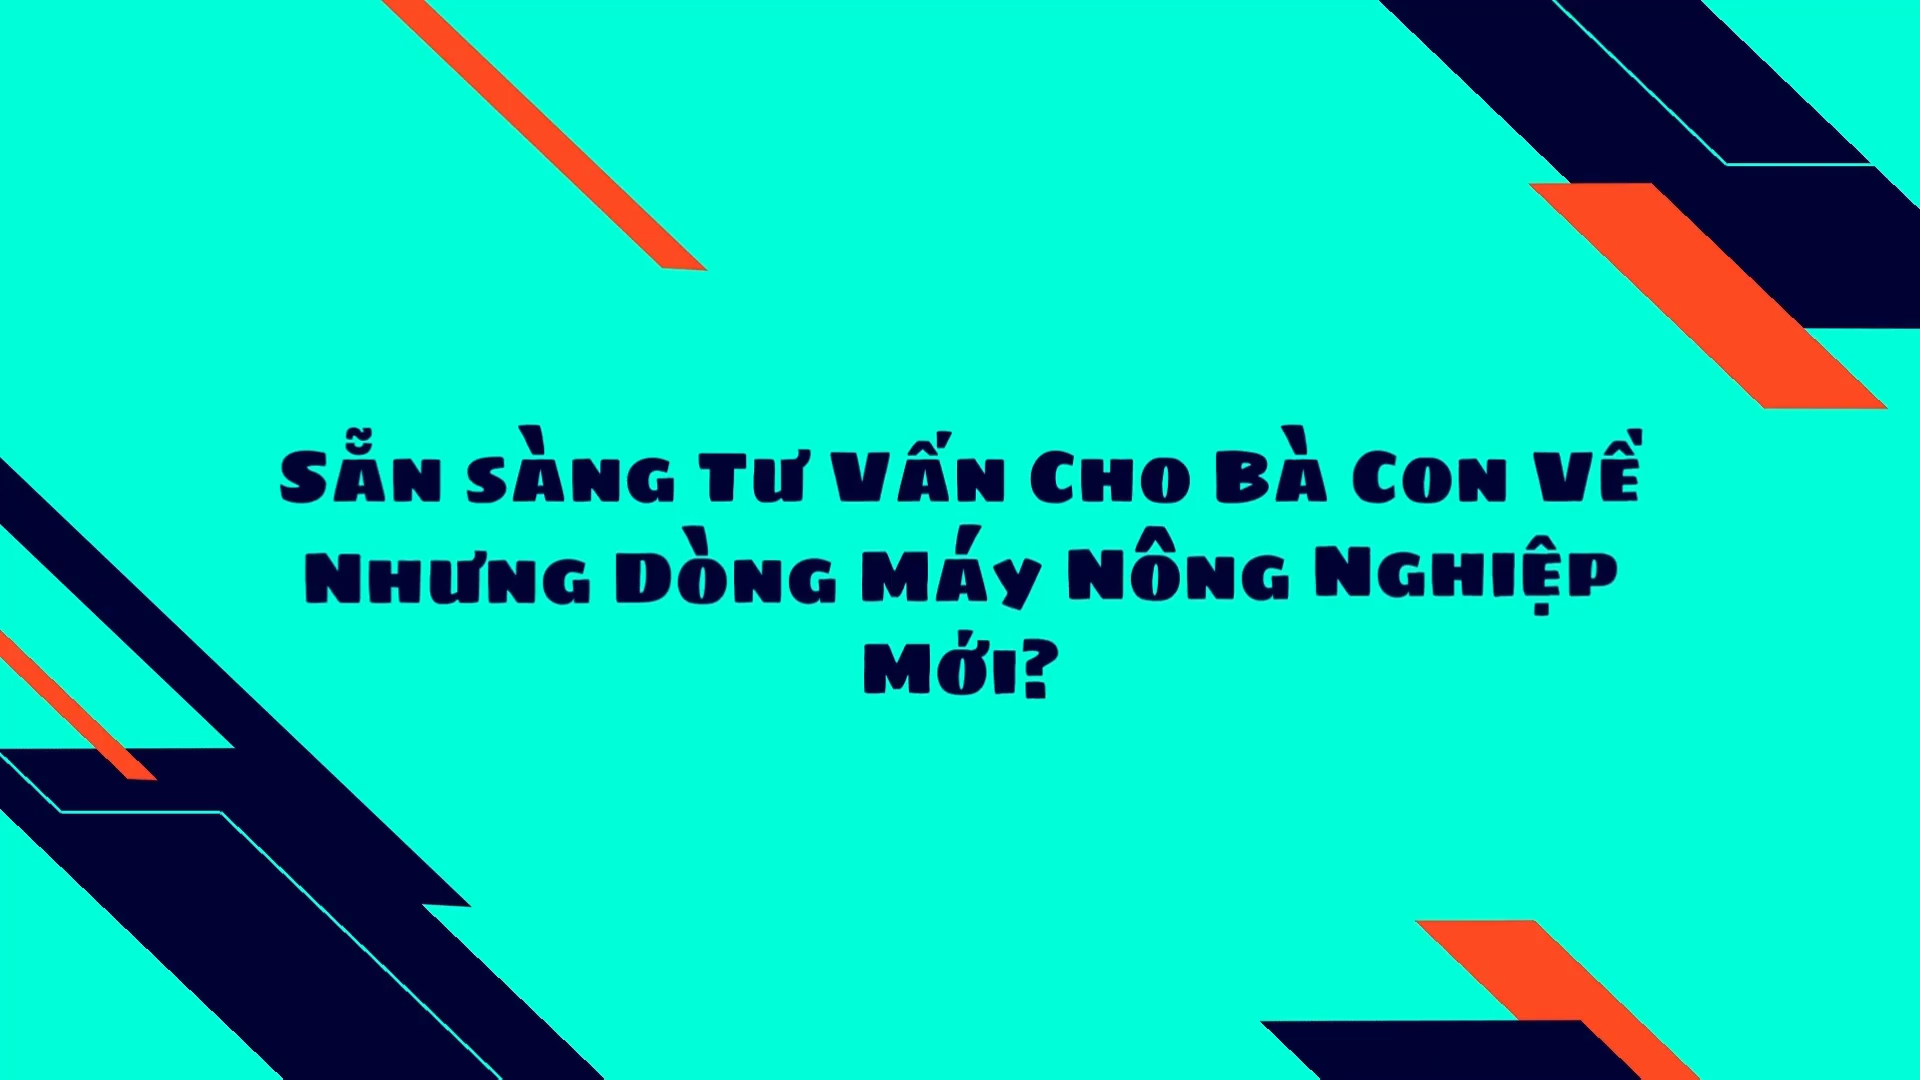 Sẵn sàng Tư Vấn Cho Bà Con Về
Nhưng Dòng Máy Nông Nghiệp
Mới?